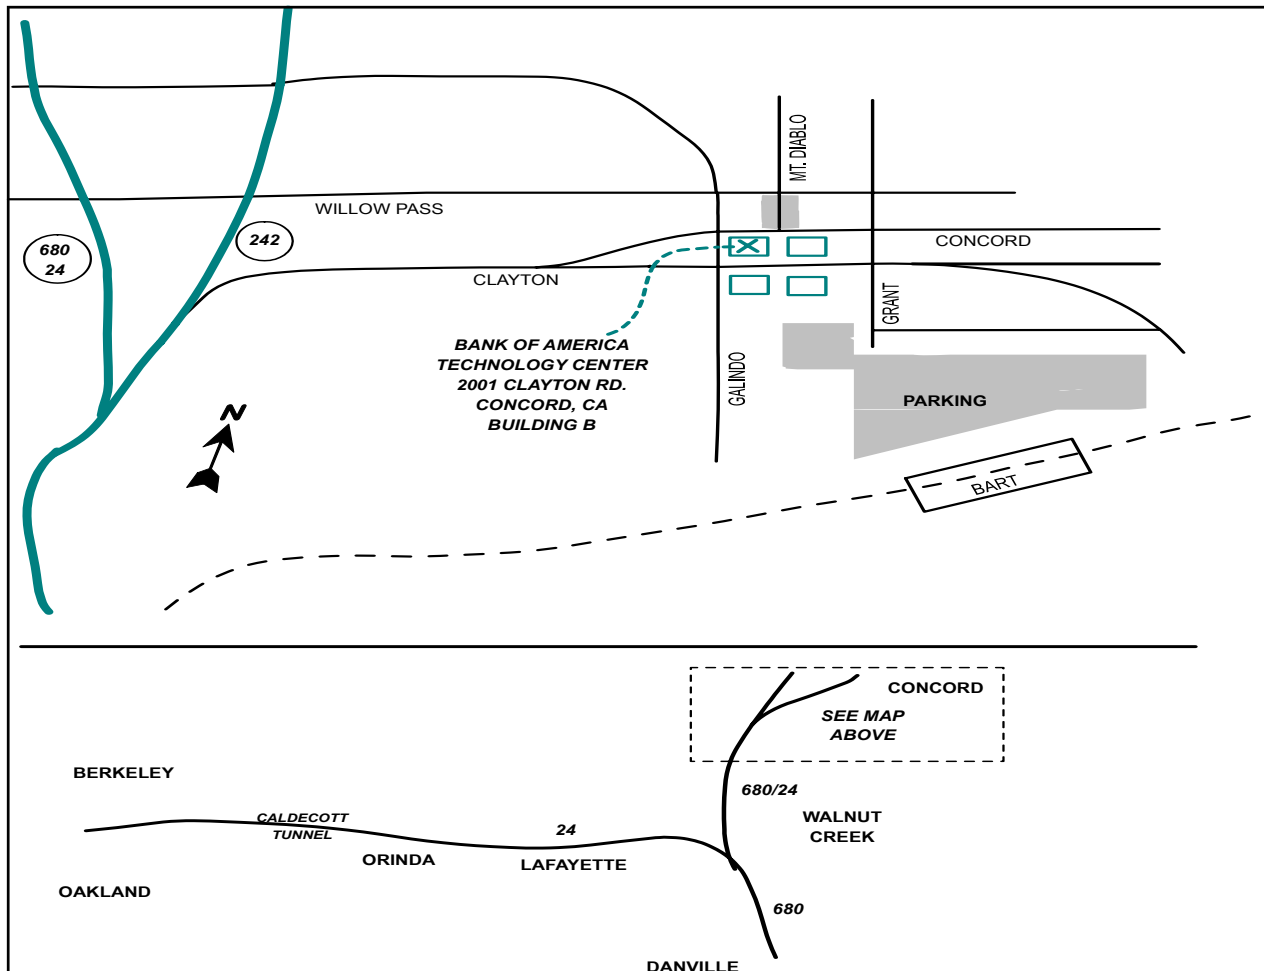 MT. DIABLO
WILLOW PASS
680
24
242
CONCORD
CLAYTON
GRANT
BANK OF AMERICA
TECHNOLOGY CENTER
2001 CLAYTON RD.
CONCORD, CA
BUILDING B
GALINDO
PARKING
N
BART
CONCORD
SEE MAP
ABOVE
BERKELEY
680/24
CALDECOTT
TUNNEL
24
WALNUT
CREEK
ORINDA
LAFAYETTE
OAKLAND
680
DANVILLE